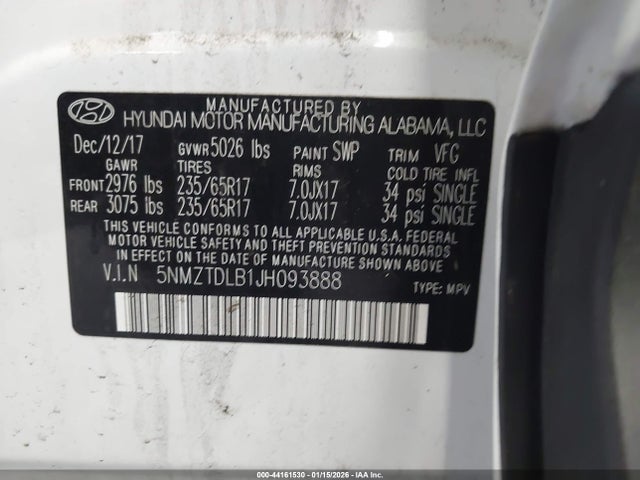 MANUFACTURED BY
HYUNDAI MOTOR MANUFACTURING ALABAMA, LLC
Dec/12/17 GVWR 5026 lbs PAINT SWP TRIM VFG
GAWR TIRES RIMS COLD TIRE INFL
FRONT 2976 lbs 235/65R17 7.0JX17 34 psi SINGLE
REAR 3075 lbs 235/65R17 7.0JX17 34 psi SINGLE
THIS VEHICLE CONFORMS TO ALL APPLICABLE U.S.A. FEDERAL
MOTOR VEHICLE SAFETY, BUMPER, AND THEFT PREVENTION STANDARDS
IN EFFECT ON THE DATE OF MANUFACTURE SHOWN ABOVE.
V.I.N 5NMZTDLB1JH093888
TYPE: MPV
000-44161530 - 01/15/2026 - IAA Inc.